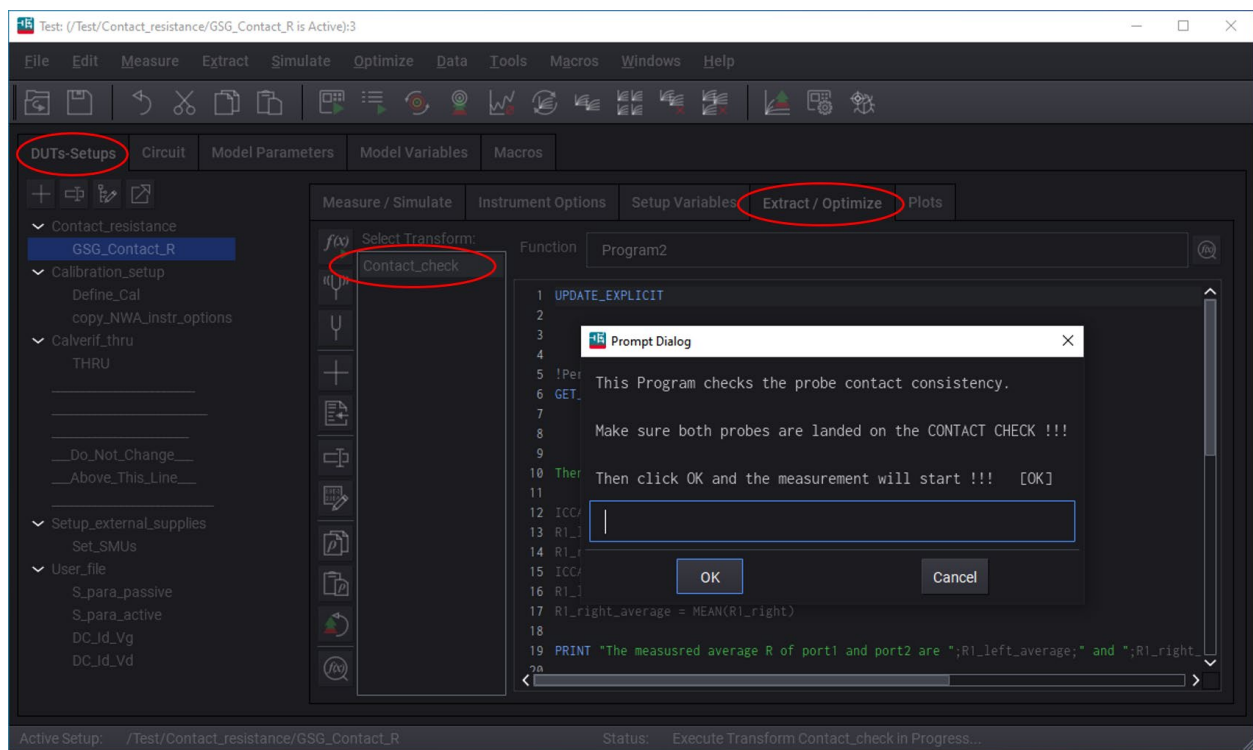 Test: (/Test/Contact_resistance/GSG_Contact_R is Active):3
File Edit Measure Extract Simulate Optimize Data Tools Macros Windows Help
DUTs-Setups Circuit Model Parameters Model Variables Macros
Measure / Simulate Instrument Options Setup Variables Extract / Optimize Plots
Contact_resistance
GSG_Contact_R
Calibration_setup
Define_Cal
copy_NWA_instr_options
Calverif_thru
THRU
___Do_Not_Change___
___Above_This_Line___
Setup_external_supplies
Set_SMUs
User_file
S_para_passive
S_para_active
DC_Id_Vg
DC_Id_Vd
Select Transform:
Contact_check
Function Program2
1 UPDATE_EXPLICIT
2
3
4
5 !Per
6 GET_
7
8
9
10 Then
11
12 ICCA
13 R1_l
14 R1_r
15 ICCA
16 R1_l
17 R1_right_average = MEAN(R1_right)
18
19 PRINT "The measusred average R of port1 and port2 are ";R1_left_average;" and ";R1_right_
20
Prompt Dialog
This Program checks the probe contact consistency.
Make sure both probes are landed on the CONTACT CHECK !!!
Then click OK and the measurement will start !!! [OK]
OK Cancel
Active Setup: /Test/Contact_resistance/GSG_Contact_R Status: Execute Transform Contact_check in Progress...